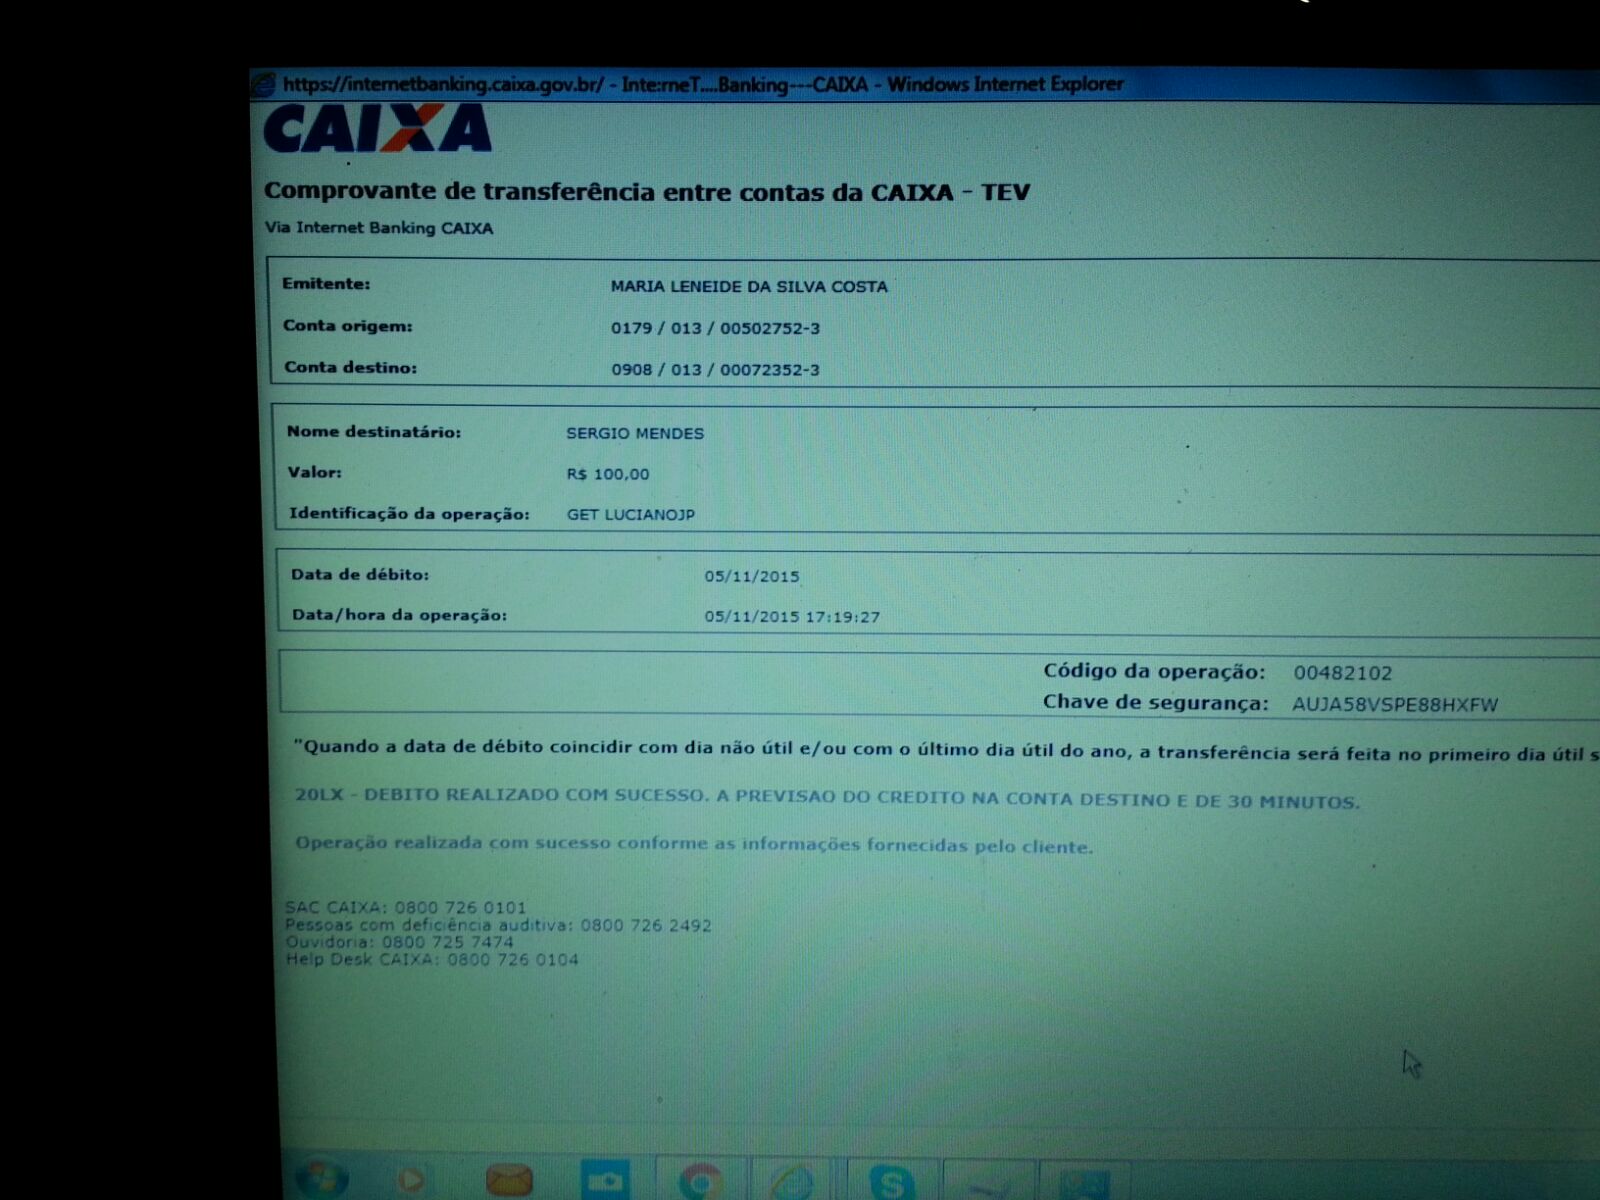 https://internetbanking.caixa.gov.br/ - Inte:rneT....Banking---CAIXA - Windows Internet Explorer
CAIXA
Comprovante de transferência entre contas da CAIXA - TEV
Via Internet Banking CAIXA
Emitente: MARIA LENEIDE DA SILVA COSTA
Conta origem: 0179 / 013 / 00502752-3
Conta destino: 0908 / 013 / 00072352-3
Nome destinatário: SERGIO MENDES
Valor: R$ 100,00
Identificação da operação: GET LUCIANOJP
Data de débito: 05/11/2015
Data/hora da operação: 05/11/2015 17:19:27
Código da operação: 00482102
Chave de segurança: AUJA58VSPE88HXFW
"Quando a data de débito coincidir com dia não útil e/ou com o último dia útil do ano, a transferência será feita no primeiro dia útil s
20LX - DEBITO REALIZADO COM SUCESSO. A PREVISAO DO CREDITO NA CONTA DESTINO E DE 30 MINUTOS.
Operação realizada com sucesso conforme as informações fornecidas pelo cliente.
SAC CAIXA: 0800 726 0101
Pessoas com deficiência auditiva: 0800 726 2492
Ouvidoria: 0800 725 7474
Help Desk CAIXA: 0800 726 0104